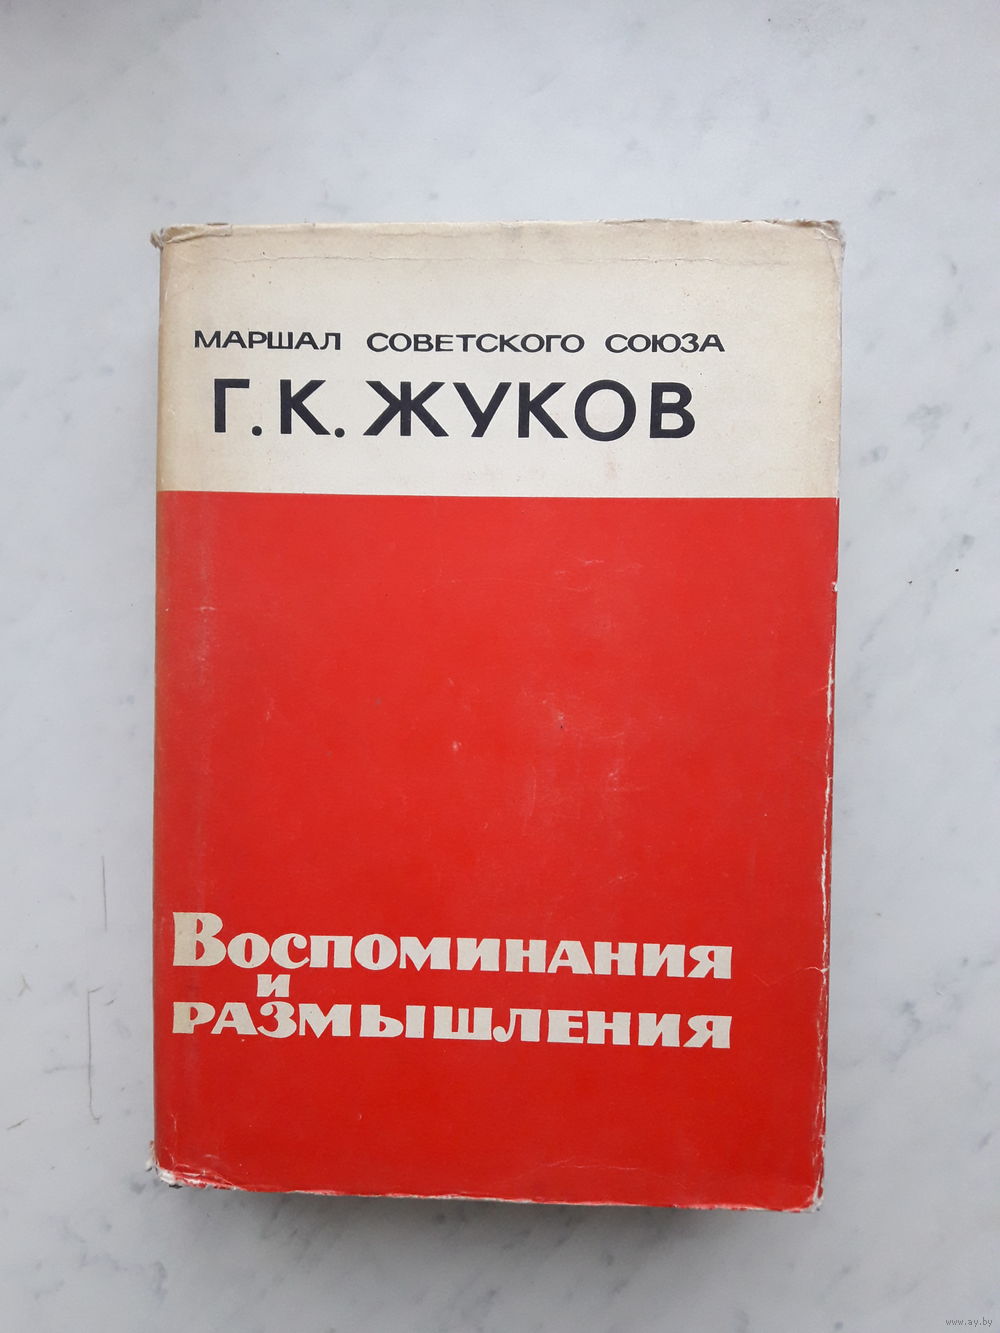 МАРШАЛ СОВЕТСКОГО СОЮЗА
Г. К. ЖУКОВ
Воспоминания
и
размышления
www.ay.by